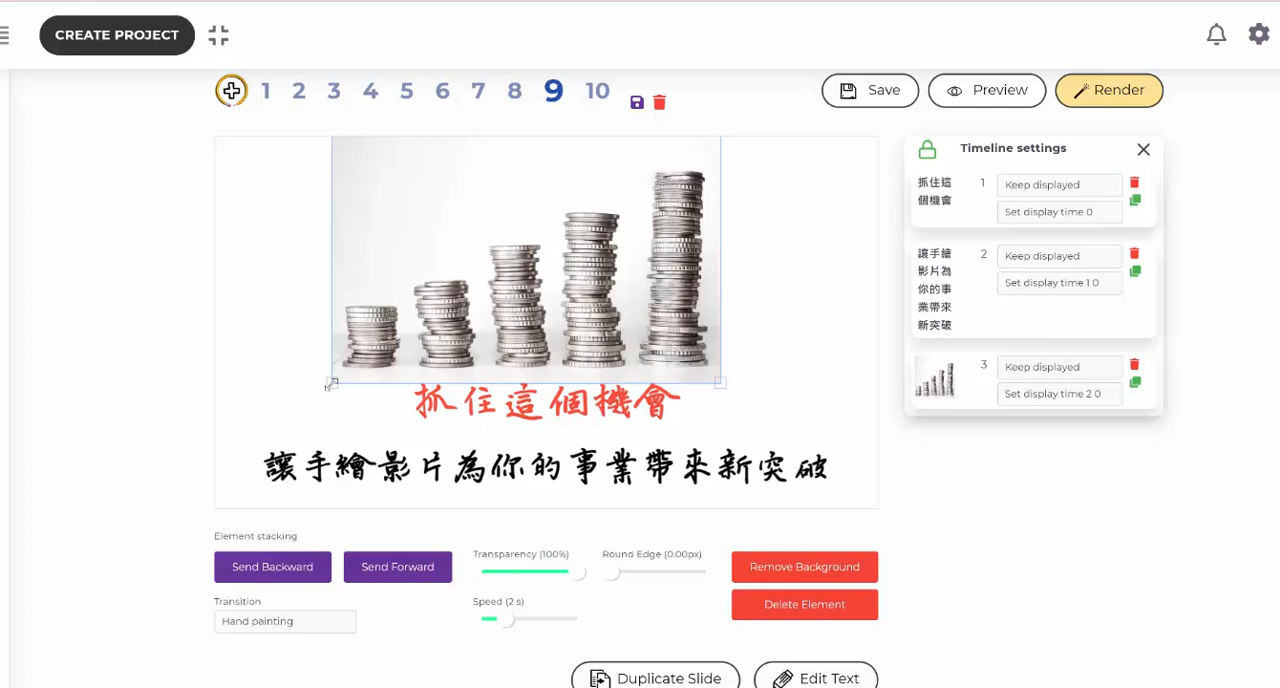 CREATE PROJECT
1 2 3 4 5 6 7 8 9 10
Save
Preview
Render
Timeline settings
抓住這
個機會
1
Keep displayed
Set display time 0
讓手繪
影片為
你的事
業帶來
新突破
2
Keep displayed
Set display time 1 0
3
Keep displayed
Set display time 2 0
抓住這個機會
讓手繪影片為你的事業帶來新突破
Element stacking
Send Backward
Send Forward
Transparency (100%)
Round Edge (0.00px)
Remove Background
Transition
Hand painting
Speed (2 s)
Delete Element
Duplicate Slide
Edit Text